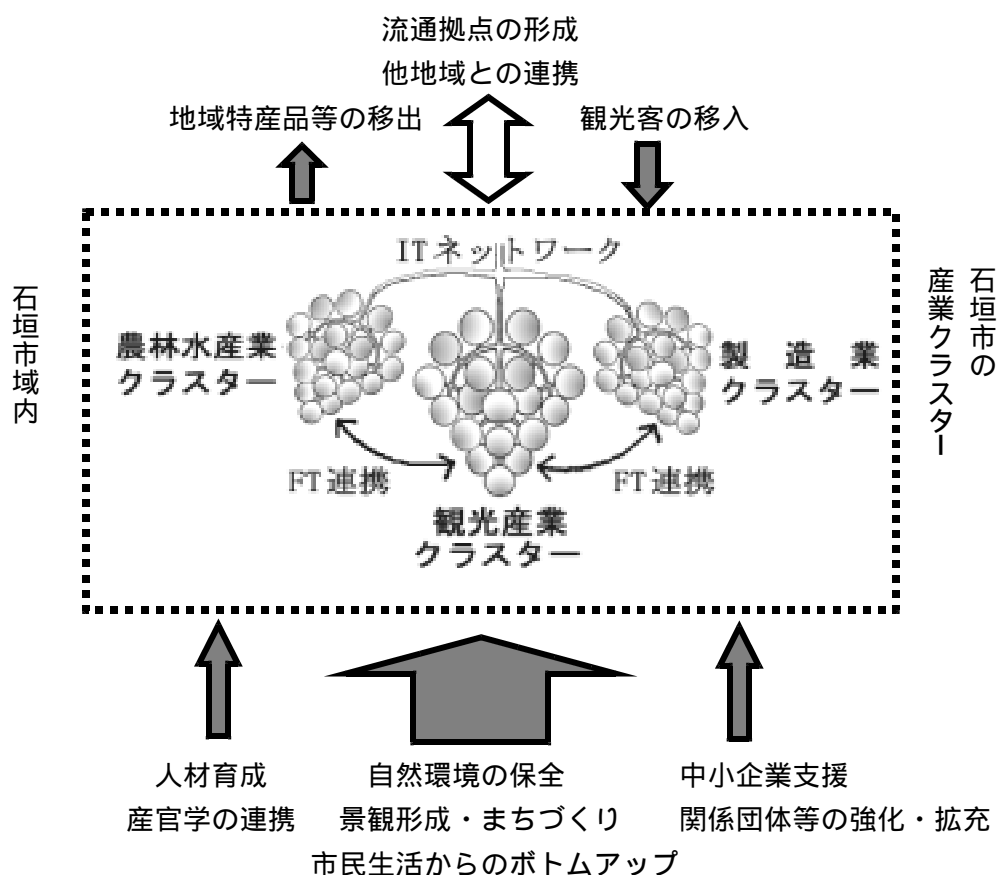 流通拠点の形成
他地域との連携
地域特産品等の移出
観光客の移入
ITネットワーク
石垣市域内
農林水産業
クラスター
製造業
クラスター
石垣市の
産業クラスター
FT連携
FT連携
観光産業
クラスター
人材育成
産官学の連携
自然環境の保全
景観形成・まちづくり
市民生活からのボトムアップ
中小企業支援
関係団体等の強化・拡充